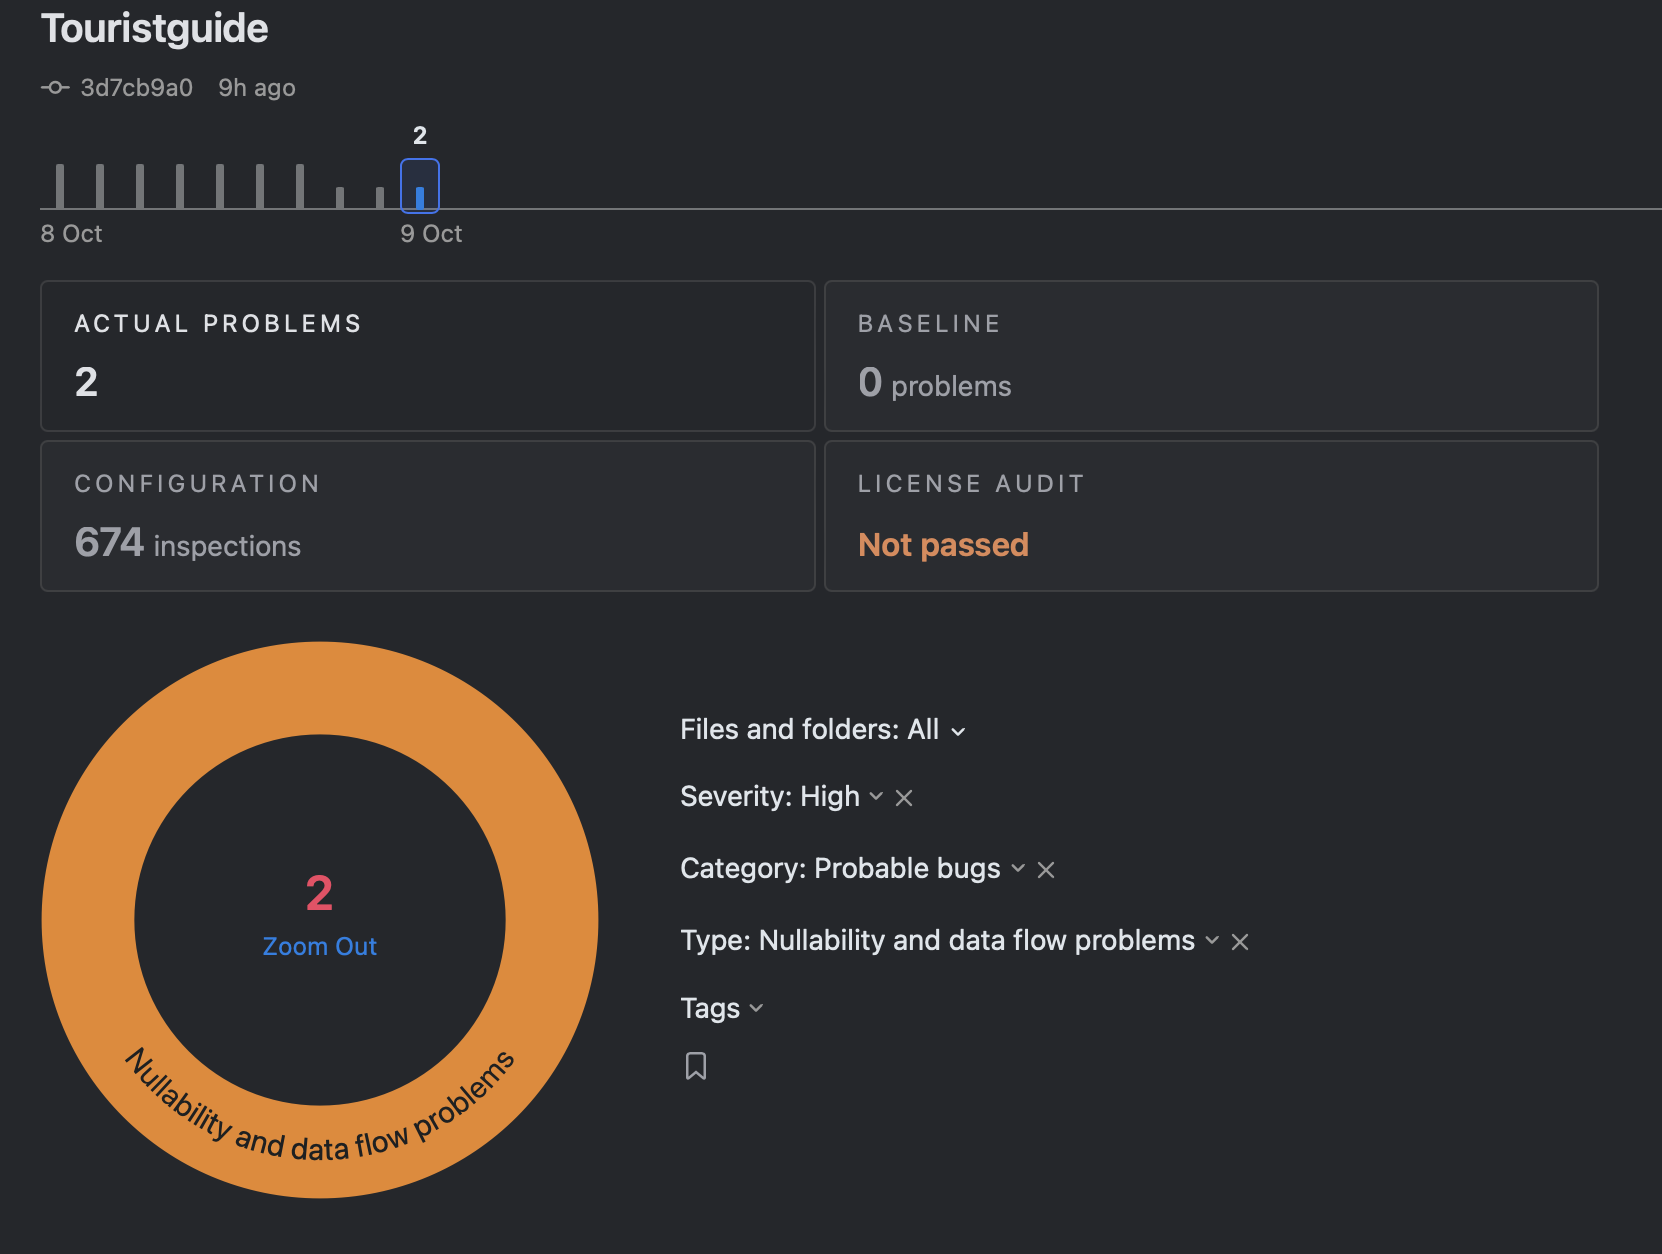 Touristguide
3d7cb9a0 9h ago
2
8 Oct 9 Oct
ACTUAL PROBLEMS
2
BASELINE
0 problems
CONFIGURATION
674 inspections
LICENSE AUDIT
Not passed
2
Zoom Out
Nullability and data flow problems
Files and folders: All
Severity: High
Category: Probable bugs
Type: Nullability and data flow problems
Tags